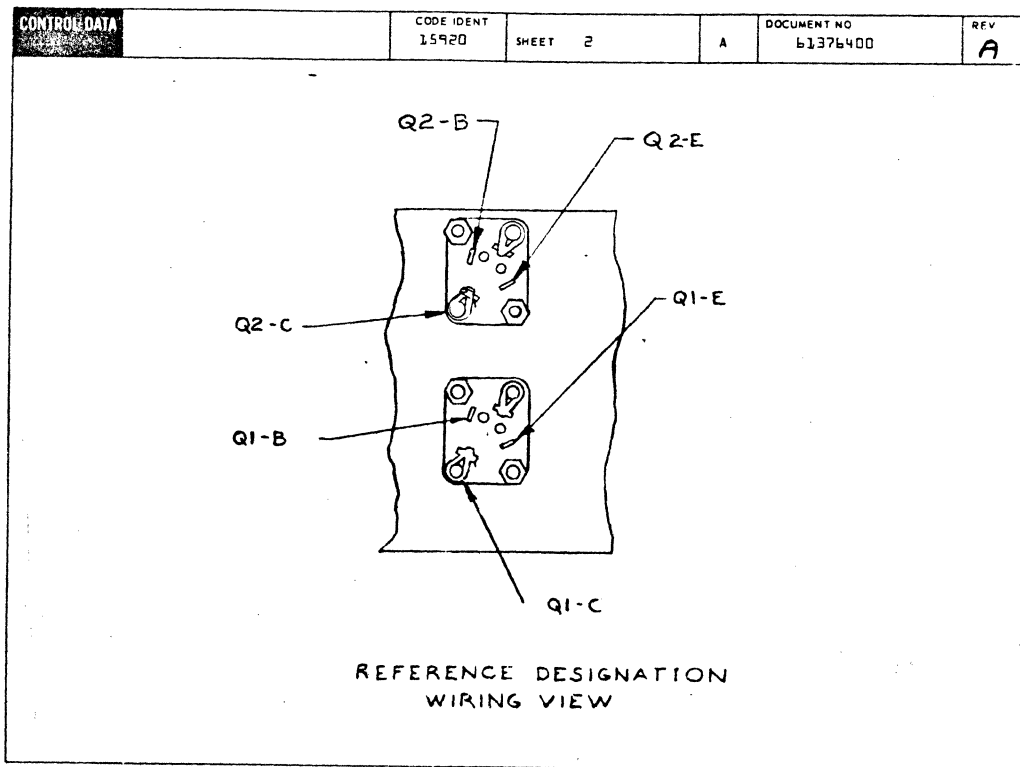 CONTROL DATA
CODE IDENT
15920
SHEET 2
A
DOCUMENT NO
61376400
REV
A
Q2-B
Q2-E
Q1-E
Q2-C
Q1-B
Q1-C
REFERENCE DESIGNATION
WIRING VIEW